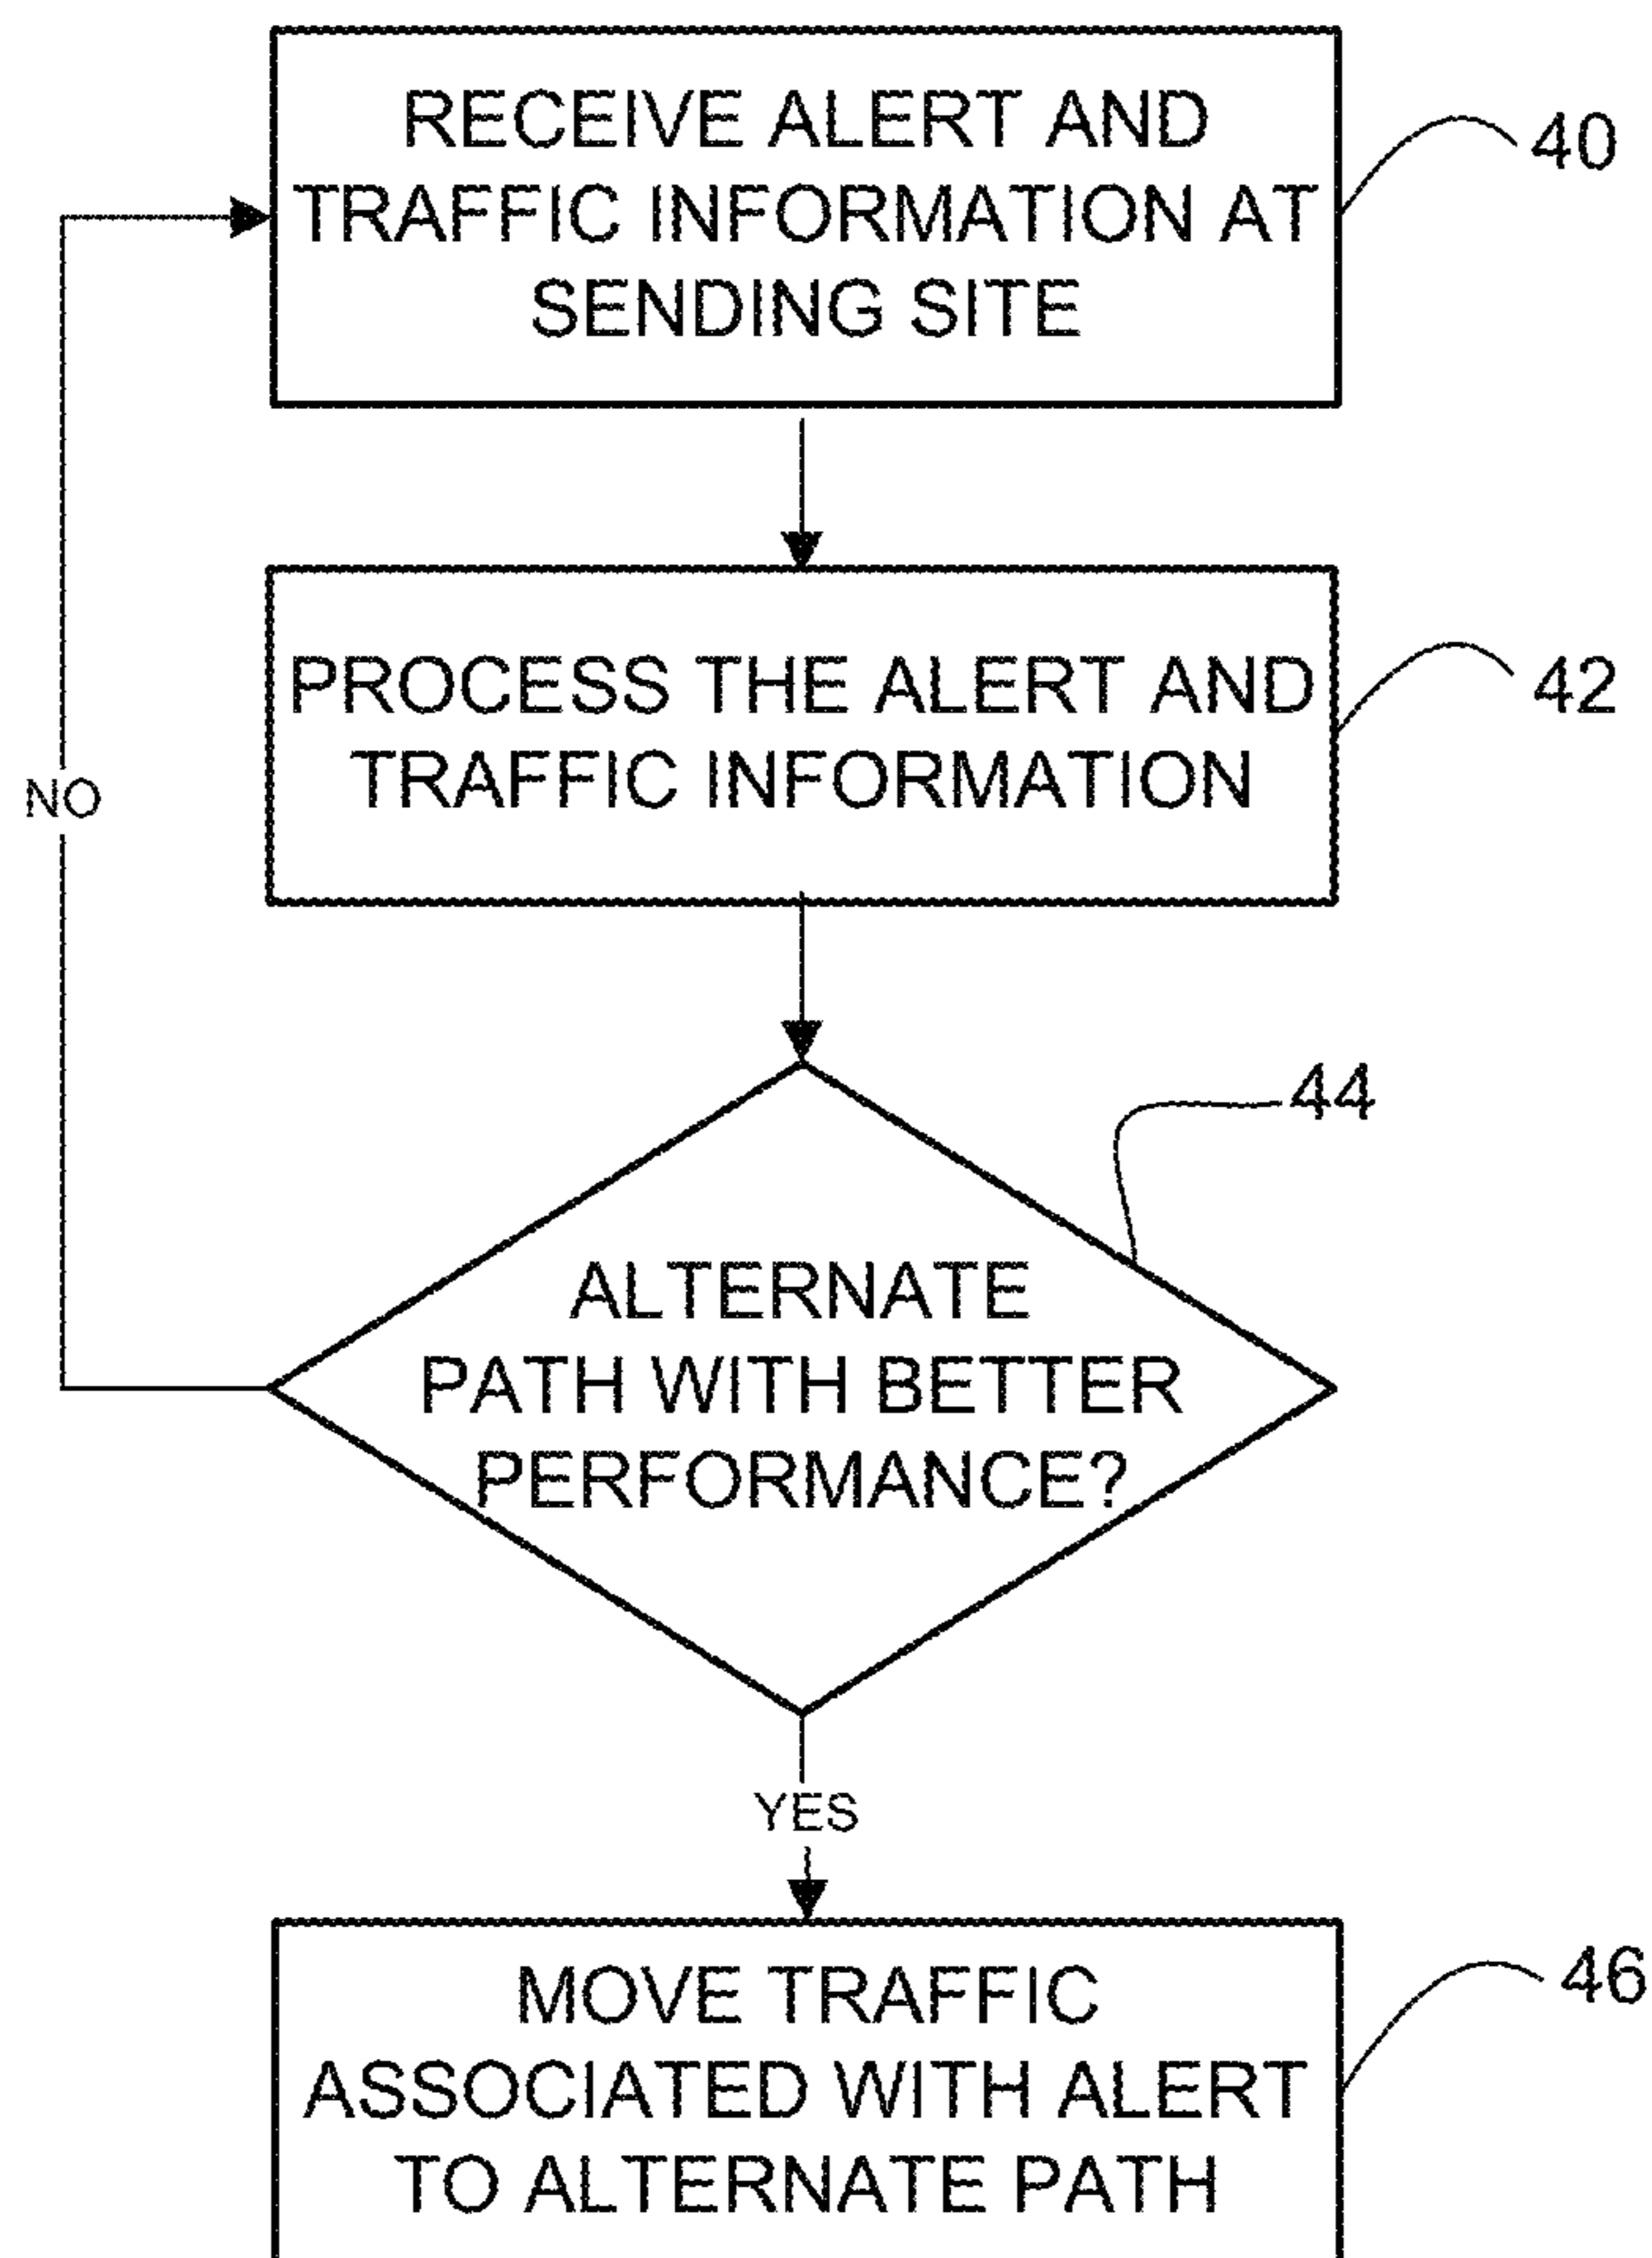 RECEIVE ALERT AND
TRAFFIC INFORMATION AT
SENDING SITE
40
PROCESS THE ALERT AND
TRAFFIC INFORMATION
42
NO
44
ALTERNATE
PATH WITH BETTER
PERFORMANCE?
YES
MOVE TRAFFIC
ASSOCIATED WITH ALERT
TO ALTERNATE PATH
46